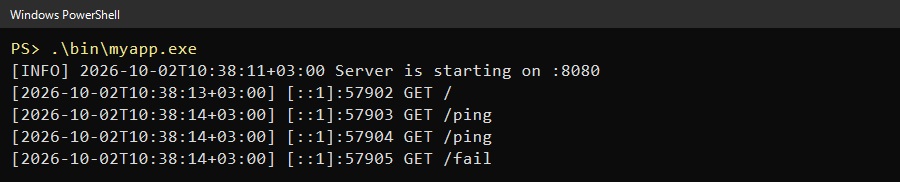 Windows PowerShell
PS> .\bin\myapp.exe
[INFO] 2026-10-02T10:38:11+03:00 Server is starting on :8080
[2026-10-02T10:38:13+03:00] [::1]:57902 GET /
[2026-10-02T10:38:14+03:00] [::1]:57903 GET /ping
[2026-10-02T10:38:14+03:00] [::1]:57904 GET /ping
[2026-10-02T10:38:14+03:00] [::1]:57905 GET /fail